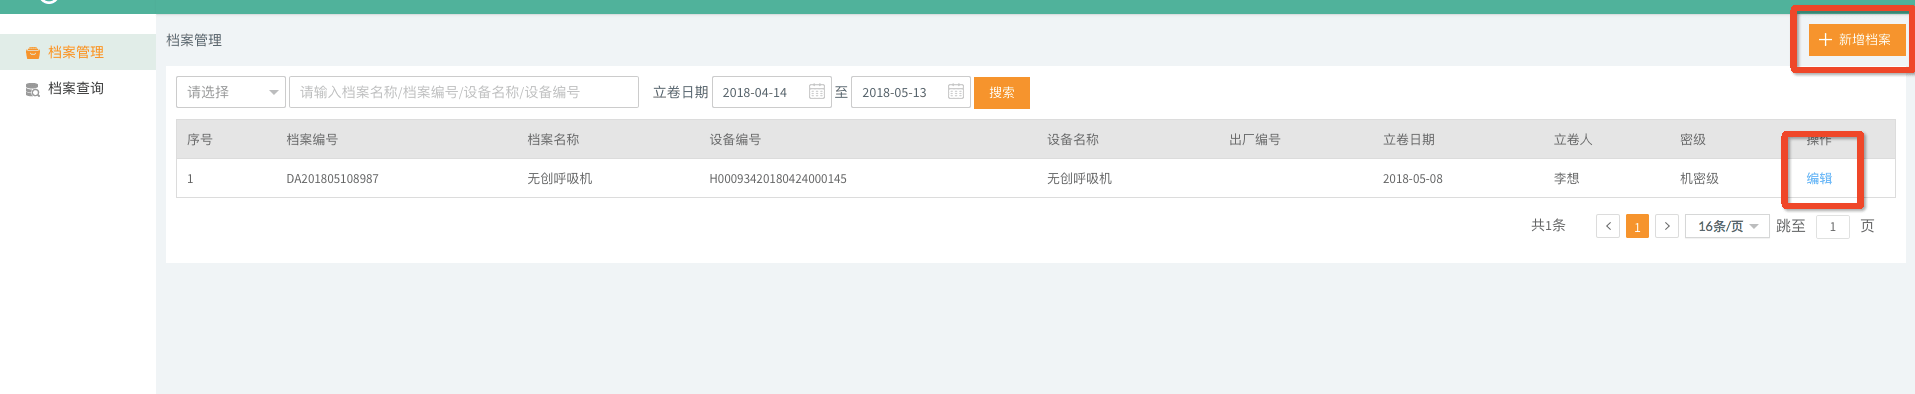 档案管理
档案查询
档案管理
新增档案
请选择 请输入档案名称/档案编号/设备名称/设备编号 立卷日期 2018-04-14 至 2018-05-13 搜索
序号 档案编号 档案名称 设备编号 设备名称 出厂编号 立卷日期 立卷人 密级 操作
1 DA201805108987 无创呼吸机 H00093420180424000145 无创呼吸机 2018-05-08 李想 机密级 编辑
共1条 < 1 > 16条/页 跳至 1 页